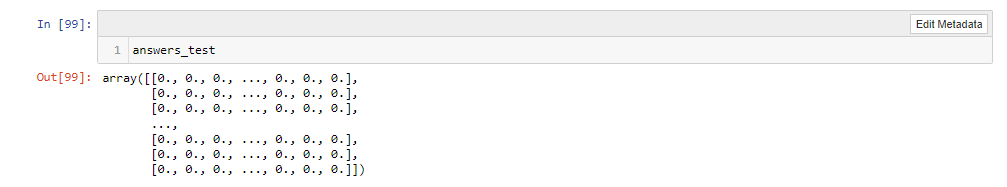 In [99]:
Edit Metadata
1 answers_test
Out[99]: array([[0., 0., 0., ..., 0., 0., 0.],
[0., 0., 0., ..., 0., 0., 0.],
[0., 0., 0., ..., 0., 0., 0.],
...,
[0., 0., 0., ..., 0., 0., 0.],
[0., 0., 0., ..., 0., 0., 0.],
[0., 0., 0., ..., 0., 0., 0.]])